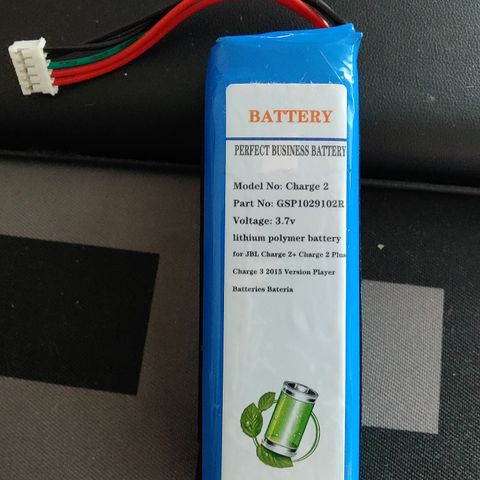 BATTERY
PERFECT BUSINESS BATTERY
Model No: Charge 2
Part No: GSP1029102R
Voltage: 3.7v
lithium polymer battery
for JBL Charge 2+ Charge 2 Plus
Charge 3 2015 Version Player
Batteries Bateria